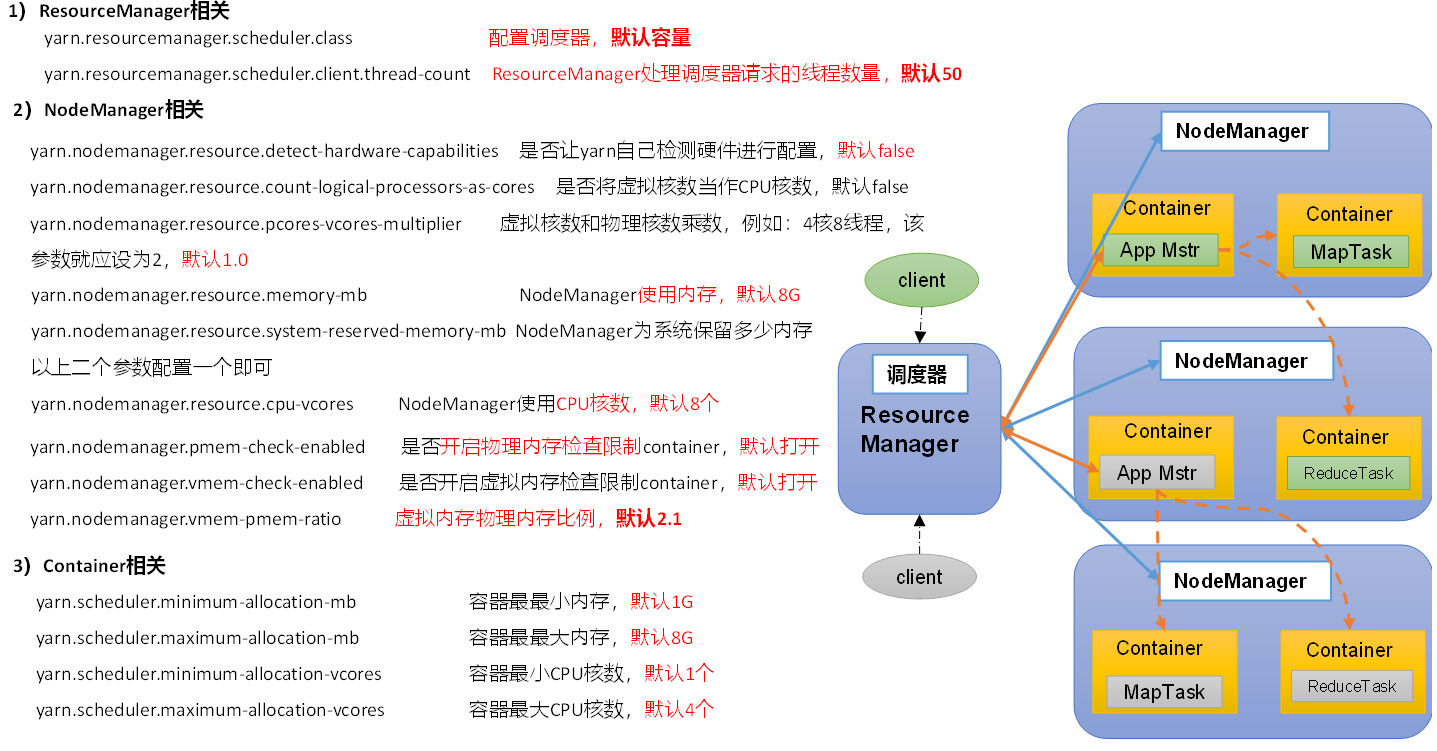 1）ResourceManager相关
yarn.resourcemanager.scheduler.class 配置调度器，默认容量
yarn.resourcemanager.scheduler.client.thread-count ResourceManager处理调度器请求的线程数量，默认50
2）NodeManager相关
yarn.nodemanager.resource.detect-hardware-capabilities 是否让yarn自己检测硬件进行配置，默认false
yarn.nodemanager.resource.count-logical-processors-as-cores 是否将虚拟核数当作CPU核数，默认false
yarn.nodemanager.resource.pcores-vcores-multiplier 虚拟核数和物理核数乘数，例如：4核8线程，该
参数就应设为2，默认1.0
yarn.nodemanager.resource.memory-mb NodeManager使用内存，默认8G
yarn.nodemanager.resource.system-reserved-memory-mb NodeManager为系统保留多少内存
以上二个参数配置一个即可
yarn.nodemanager.resource.cpu-vcores NodeManager使用CPU核数，默认8个
yarn.nodemanager.pmem-check-enabled 是否开启物理内存检查限制container，默认打开
yarn.nodemanager.vmem-check-enabled 是否开启虚拟内存检查限制container，默认打开
yarn.nodemanager.vmem-pmem-ratio 虚拟内存物理内存比例，默认2.1
3）Container相关
yarn.scheduler.minimum-allocation-mb 容器最最小内存，默认1G
yarn.scheduler.maximum-allocation-mb 容器最最大内存，默认8G
yarn.scheduler.minimum-allocation-vcores 容器最小CPU核数，默认1个
yarn.scheduler.maximum-allocation-vcores 容器最大CPU核数，默认4个
client
调度器
Resource
Manager
client
NodeManager
Container
App Mstr
Container
MapTask
NodeManager
Container
App Mstr
Container
ReduceTask
NodeManager
Container
MapTask
Container
ReduceTask